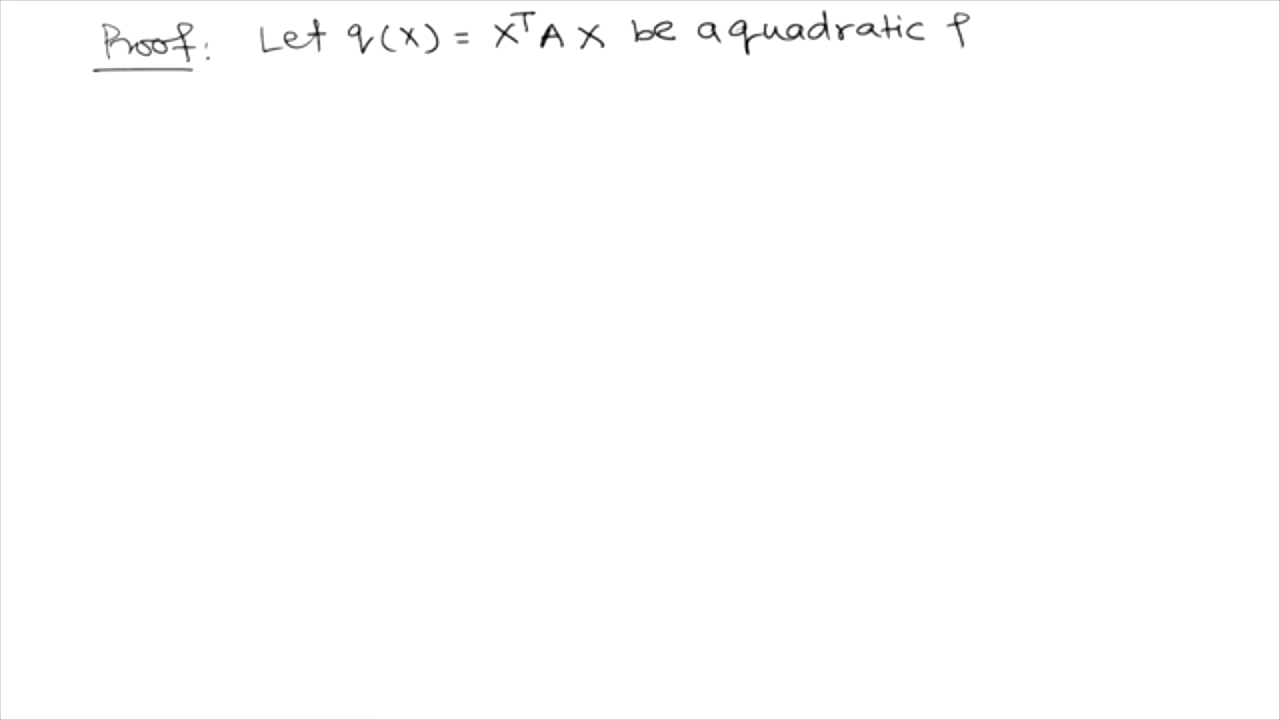 Proof: Let q(x) = X^T A X be a quadratic f